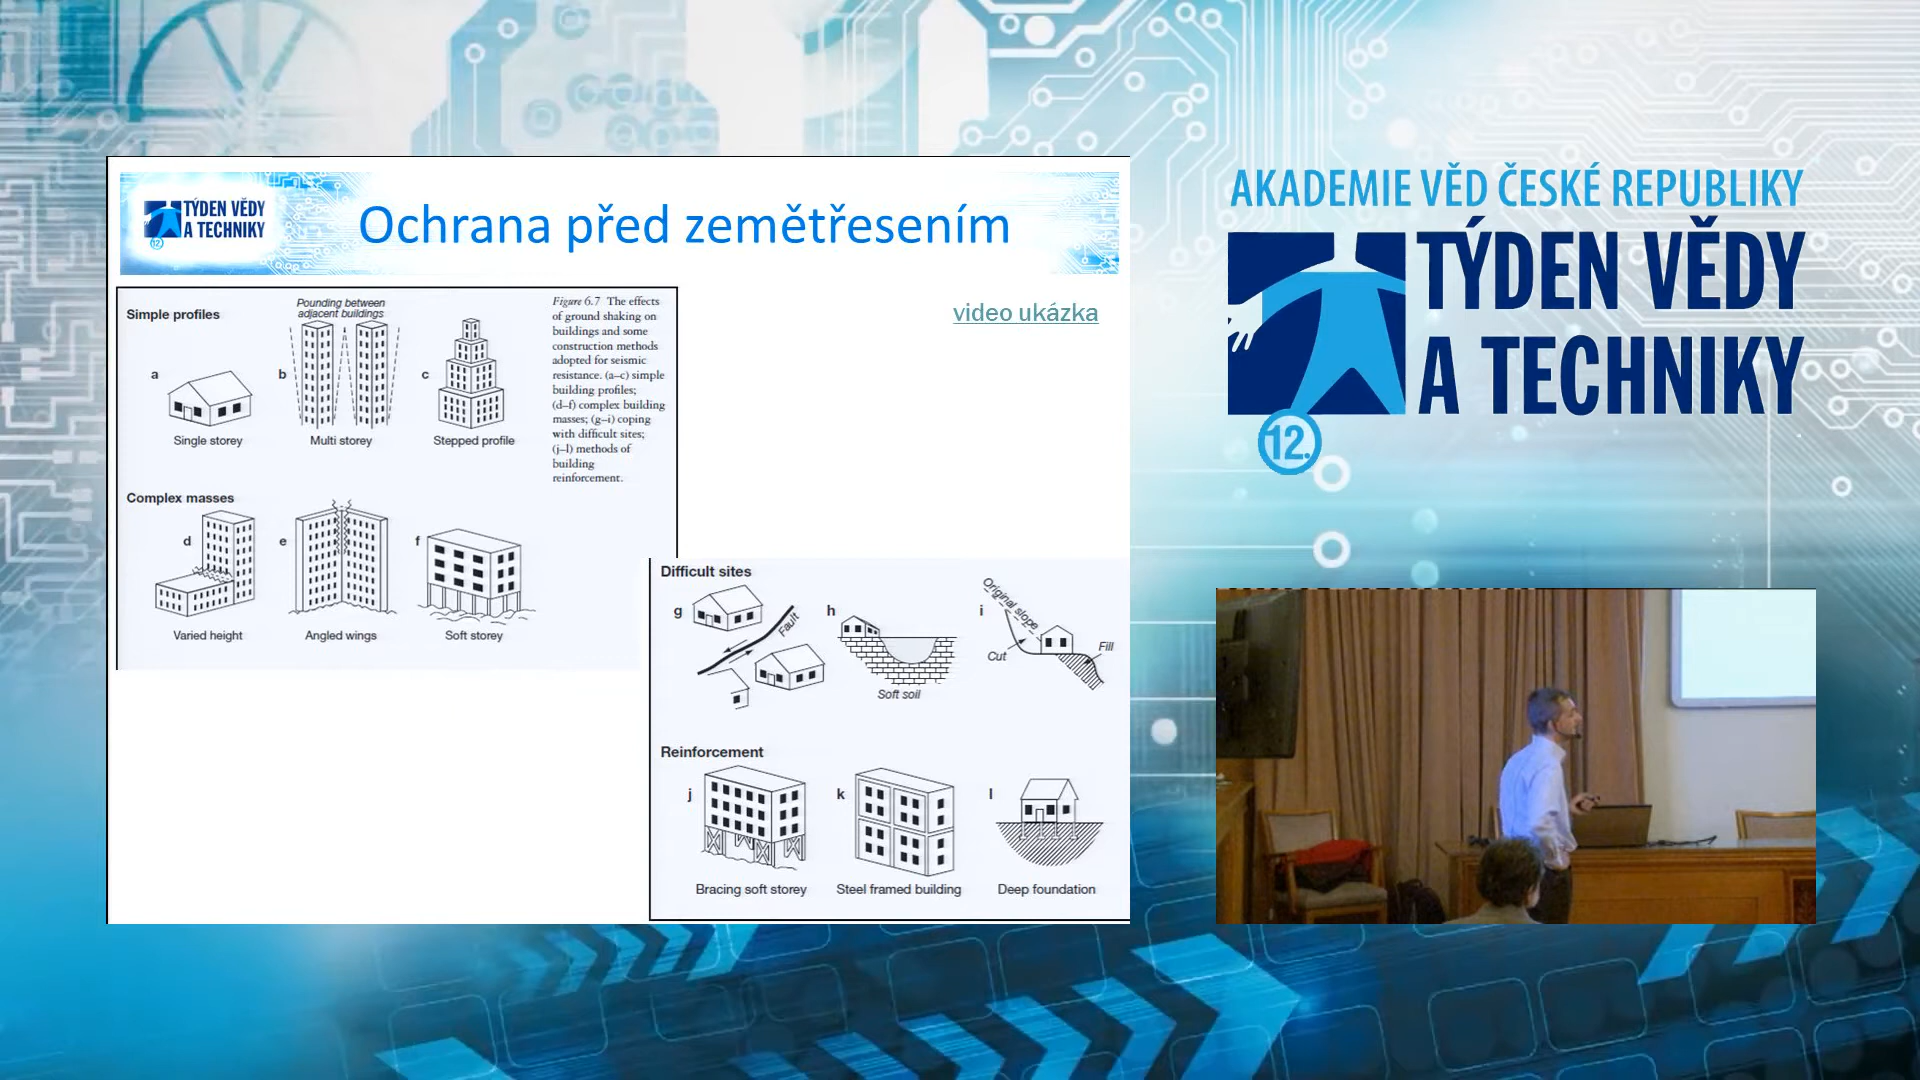 TÝDEN VĚDY
A TECHNIKY
12.
Ochrana před zemětřesením
video ukázka
Simple profiles
Pounding between
adjacent buildings
a
b
c
Single storey
Multi storey
Stepped profile
Figure 6.7 The effects
of ground shaking on
buildings and some
construction methods
adopted for seismic
resistance. (a–c) simple
building profiles;
(d–f) complex building
masses; (g–i) coping
with difficult sites;
(j–l) methods of
building
reinforcement.
Complex masses
d
e
f
Varied height
Angled wings
Soft storey
Difficult sites
g
Fault
h
Soft soil
i
Original slope
Cut
Fill
Reinforcement
j
k
l
Bracing soft storey
Steel framed building
Deep foundation
AKADEMIE VĚD ČESKÉ REPUBLIKY
TÝDEN VĚDY
A TECHNIKY
12.